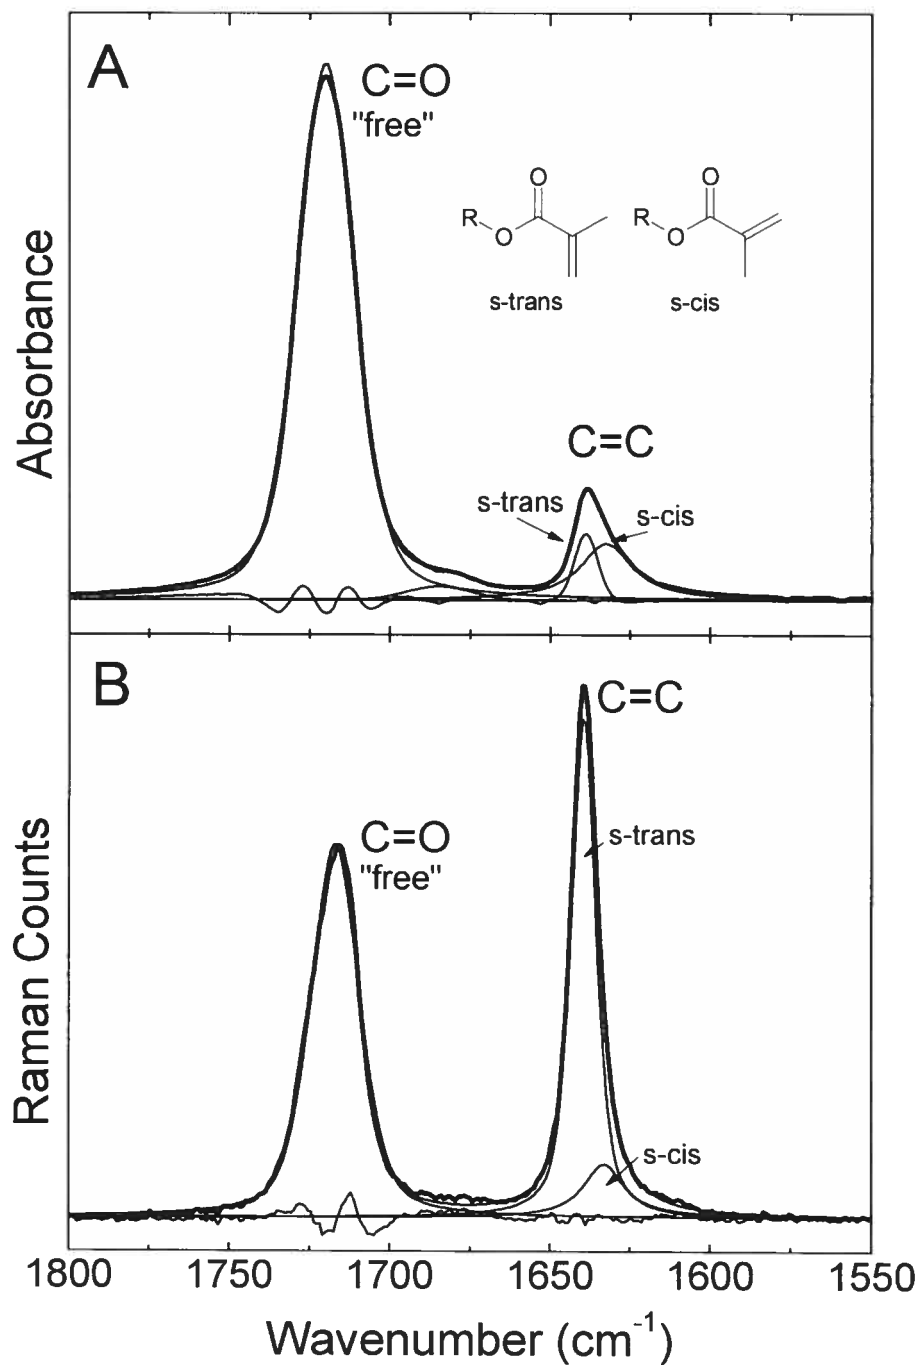 A
C=O
"free"
O
R
O
s-trans
O
R
O
s-cis
C=C
s-trans
s-cis
Absorbance
B
C=C
s-trans
C=O
"free"
s-cis
Raman Counts
1800 1750 1700 1650 1600 1550
Wavenumber (cm⁻¹)